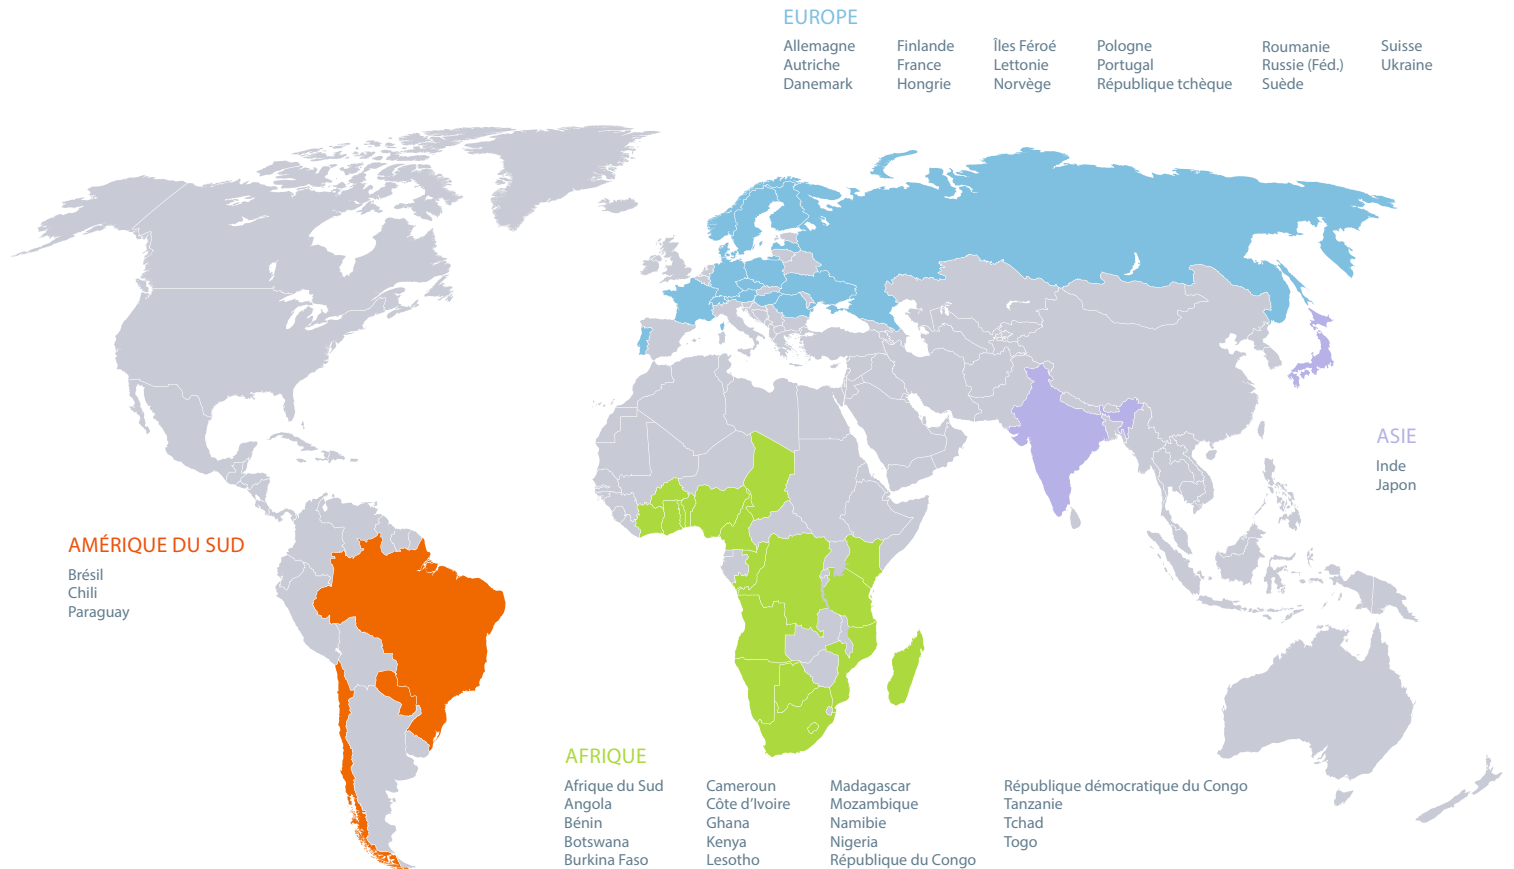 EUROPE
Allemagne
Autriche
Danemark
Finlande
France
Hongrie
Îles Féroé
Lettonie
Norvège
Pologne
Portugal
République tchèque
Roumanie
Russie (Féd.)
Suède
Suisse
Ukraine
ASIE
Inde
Japon
AMÉRIQUE DU SUD
Brésil
Chili
Paraguay
AFRIQUE
Afrique du Sud
Angola
Bénin
Botswana
Burkina Faso
Cameroun
Côte d’Ivoire
Ghana
Kenya
Lesotho
Madagascar
Mozambique
Namibie
Nigeria
République du Congo
République démocratique du Congo
Tanzanie
Tchad
Togo